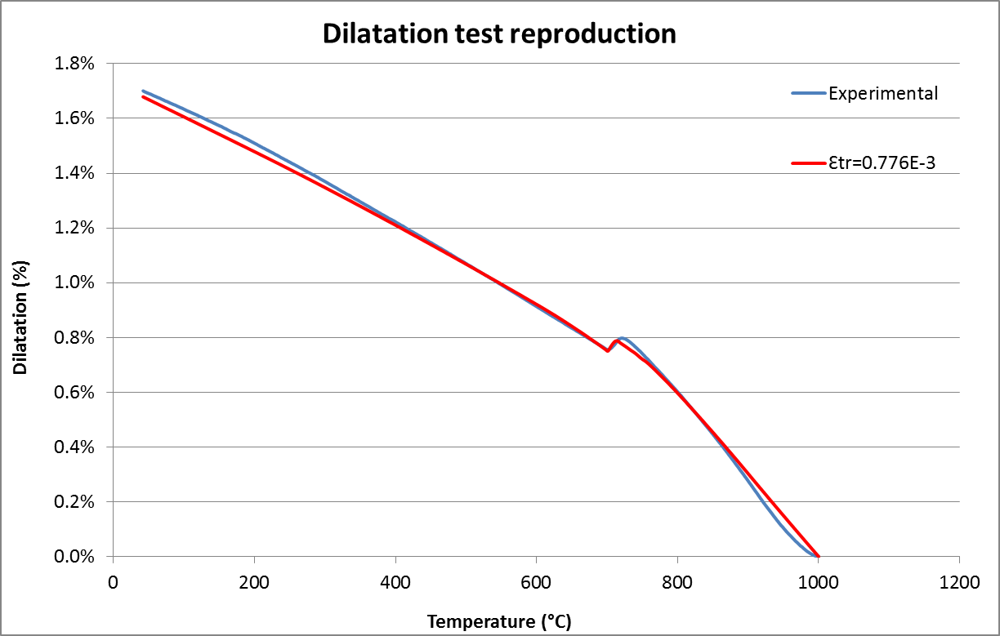 Dilatation test reproduction
1.8%
1.6%
1.4%
1.2%
1.0%
0.8%
0.6%
0.4%
0.2%
0.0%
Dilatation (%)
Experimental
Ɛtr=0.776E-3
0 200 400 600 800 1000 1200
Temperature (°C)